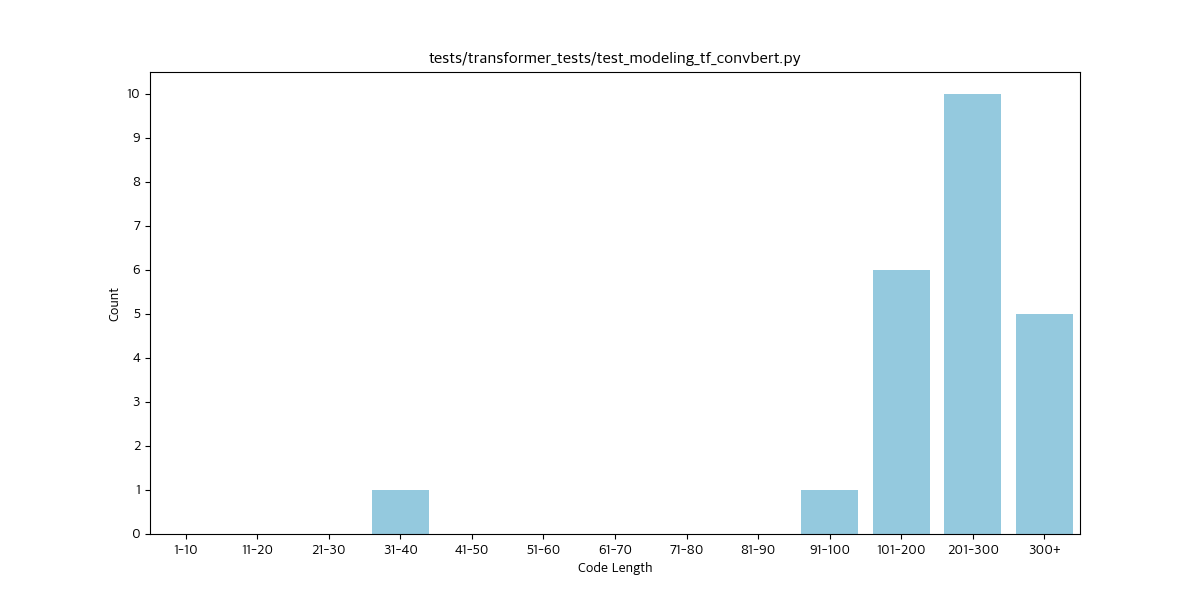 tests/transformer_tests/test_modeling_tf_convbert.py
10
9
8
7
6
5
4
3
2
1
0
Count
1-10 11-20 21-30 31-40 41-50 51-60 61-70 71-80 81-90 91-100 101-200 201-300 300+
Code Length